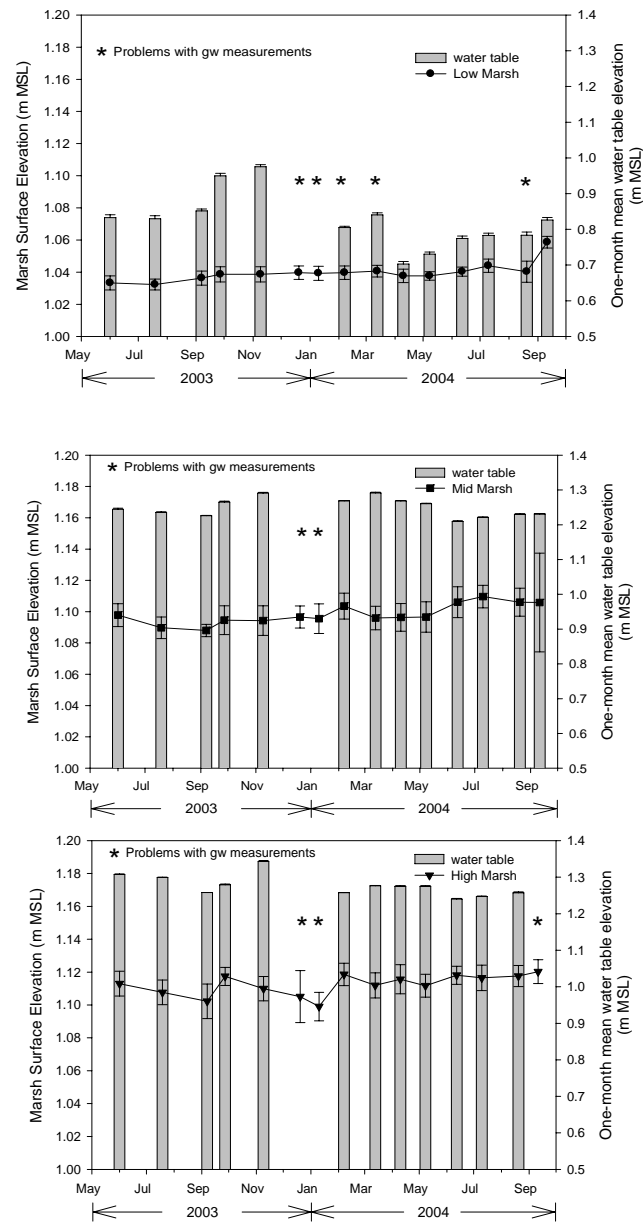 1.20
1.18
1.16
1.14
1.12
1.10
1.08
1.06
1.04
1.02
1.00
Marsh Surface Elevation (m MSL)
* Problems with gw measurements
water table
Low Marsh
* * * * *
1.4
1.3
1.2
1.1
1.0
0.9
0.8
0.7
0.6
0.5
One-month mean water table elevation
(m MSL)
May Jul Sep Nov Jan Mar May Jul Sep
2003 2004
1.20
1.18
1.16
1.14
1.12
1.10
1.08
1.06
1.04
1.02
1.00
Marsh Surface Elevation (m MSL)
* Problems with gw measurements
water table
Mid Marsh
* *
1.4
1.3
1.2
1.1
1.0
0.9
0.8
0.7
0.6
0.5
One-month mean water table elevation
(m MSL)
May Jul Sep Nov Jan Mar May Jul Sep
2003 2004
1.20
1.18
1.16
1.14
1.12
1.10
1.08
1.06
1.04
1.02
1.00
Marsh Surface Elevation (m MSL)
* Problems with gw measurements
water table
High Marsh
* * *
1.4
1.3
1.2
1.1
1.0
0.9
0.8
0.7
0.6
0.5
One-month mean water table elevation
(m MSL)
May Jul Sep Nov Jan Mar May Jul Sep
2003 2004